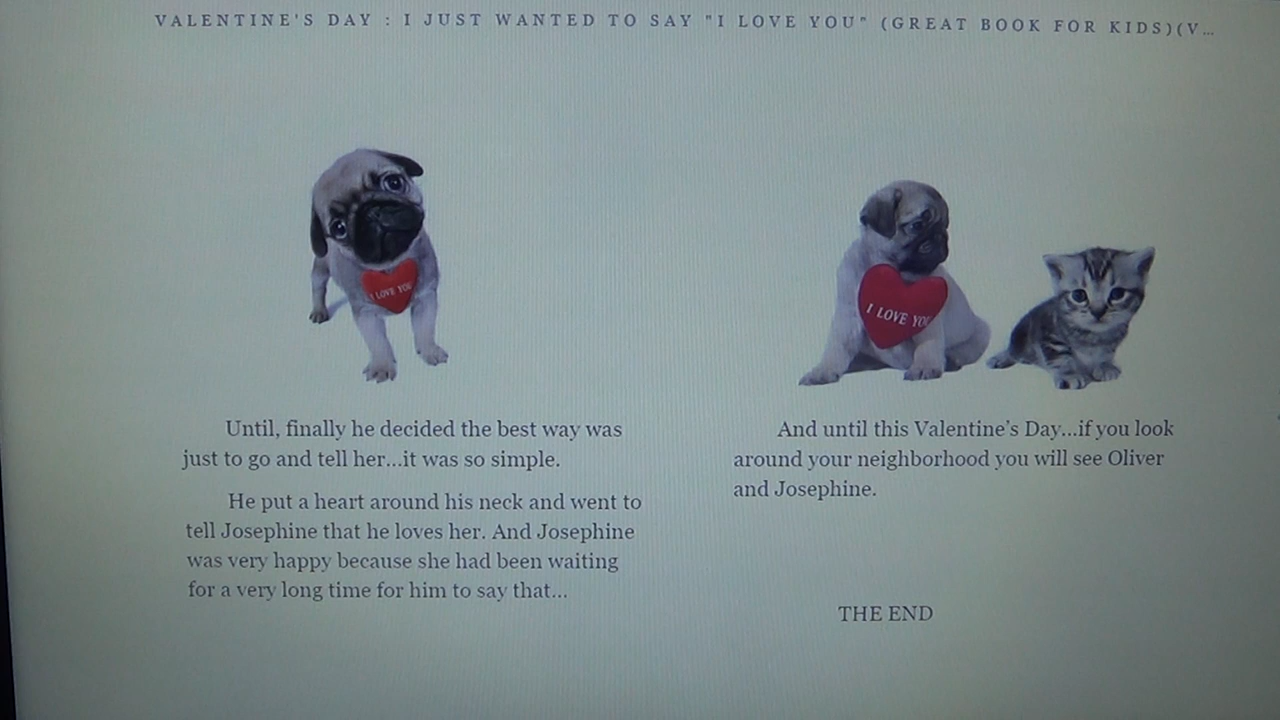 VALENTINE'S DAY : I JUST WANTED TO SAY "I LOVE YOU" (GREAT BOOK FOR KIDS)(V...
I LOVE YOU
Until, finally he decided the best way was
just to go and tell her...it was so simple.
He put a heart around his neck and went to
tell Josephine that he loves her. And Josephine
was very happy because she had been waiting
for a very long time for him to say that...
I LOVE YOU
And until this Valentine's Day...if you look
around your neighborhood you will see Oliver
and Josephine.
THE END